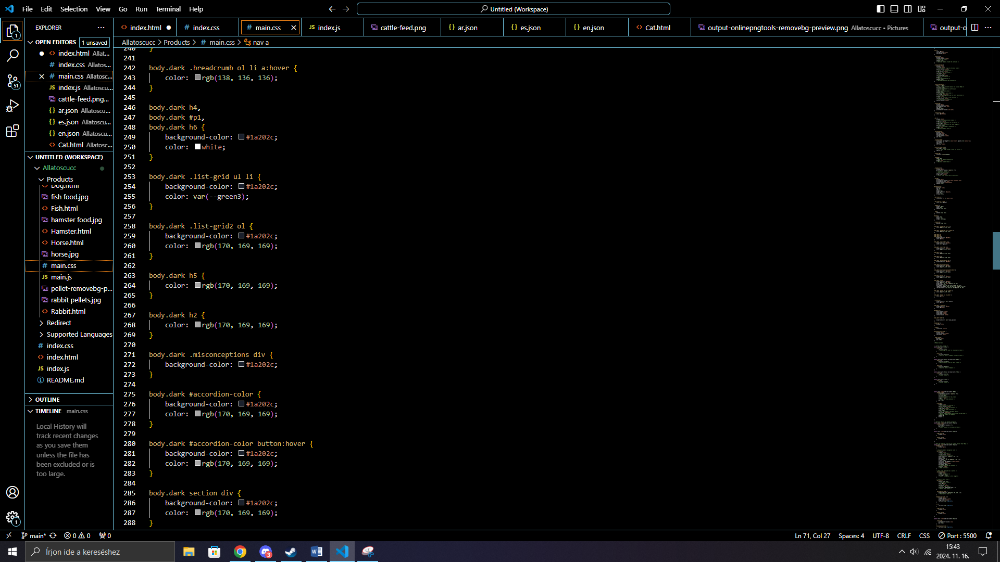 File Edit Selection View Go Run Terminal Help
Untitled (Workspace)
EXPLORER
OPEN EDITORS 1 unsaved
index.html Allat...
index.css Allatos...
main.css Allatosc...
index.js Allatoscu...
cattle-feed.png...
ar.json Allatoscu...
es.json Allatoscu...
en.json Allatoscu...
Cat.html Allatosc...
UNTITLED (WORKSPACE)
Allatoscucc
Products
Dog.html
fish food.jpg
Fish.html
hamster food.jpg
Hamster.html
Horse.html
horse.jpg
main.css
main.js
pellet-removebg-p...
rabbit pellets.jpg
Rabbit.html
Redirect
Supported Languages
index.css
index.html
index.js
README.md
OUTLINE
TIMELINE main.css
Local History will
track recent changes
as you save them
unless the file has
been excluded or is
too large.
index.html index.css main.css index.js cattle-feed.png ar.json es.json en.json Cat.html output-onlinepngtools-removebg-preview.png Allatoscucc • Pictures output-o
Allatoscucc > Products > # main.css > nav a
240 }
241
242 body.dark .breadcrumb ol li a:hover {
243 color: rgb(138, 136, 136);
244 }
245
246 body.dark h4,
247 body.dark #p1,
248 body.dark h6 {
249 background-color: #1a202c;
250 color: white;
251 }
252
253 body.dark .list-grid ul li {
254 background-color: #1a202c;
255 color: var(--green3);
256 }
257
258 body.dark .list-grid2 ol {
259 background-color: #1a202c;
260 color: rgb(170, 169, 169);
261 }
262
263 body.dark h5 {
264 color: rgb(170, 169, 169);
265 }
266
267 body.dark h2 {
268 color: rgb(170, 169, 169);
269 }
270
271 body.dark .misconceptions div {
272 background-color: #1a202c;
273 }
274
275 body.dark #accordion-color {
276 background-color: #1a202c;
277 color: rgb(170, 169, 169);
278 }
279
280 body.dark #accordion-color button:hover {
281 background-color: #1a202c;
282 color: rgb(170, 169, 169);
283 }
284
285 body.dark section div {
286 background-color: #1a202c;
287 color: rgb(170, 169, 169);
288 }
main* 0 0 0
Ln 71, Col 27 Spaces: 4 UTF-8 CRLF CSS Port : 5500
Írjon ide a kereséshez
15:43
2024. 11. 16.